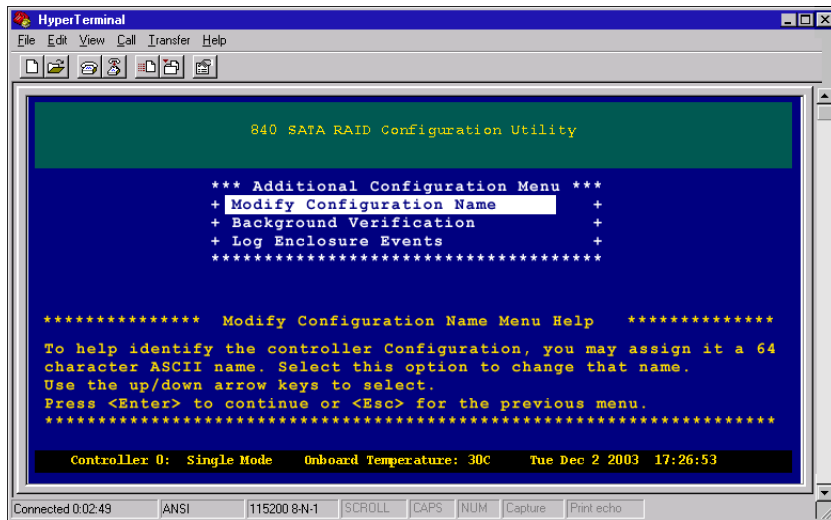 HyperTerminal
File Edit View Call Transfer Help
840 SATA RAID Configuration Utility
*** Additional Configuration Menu ***
+ Modify Configuration Name +
+ Background Verification +
+ Log Enclosure Events +
*************************************
*************** Modify Configuration Name Menu Help **************
To help identify the controller Configuration, you may assign it a 64
character ASCII name. Select this option to change that name.
Use the up/down arrow keys to select.
Press <Enter> to continue or <Esc> for the previous menu.
*********************************************************************
Controller 0: Single Mode Onboard Temperature: 30C Tue Dec 2 2003 17:26:53
Connected 0:02:49 ANSI 115200 8-N-1 SCROLL CAPS NUM Capture Print echo